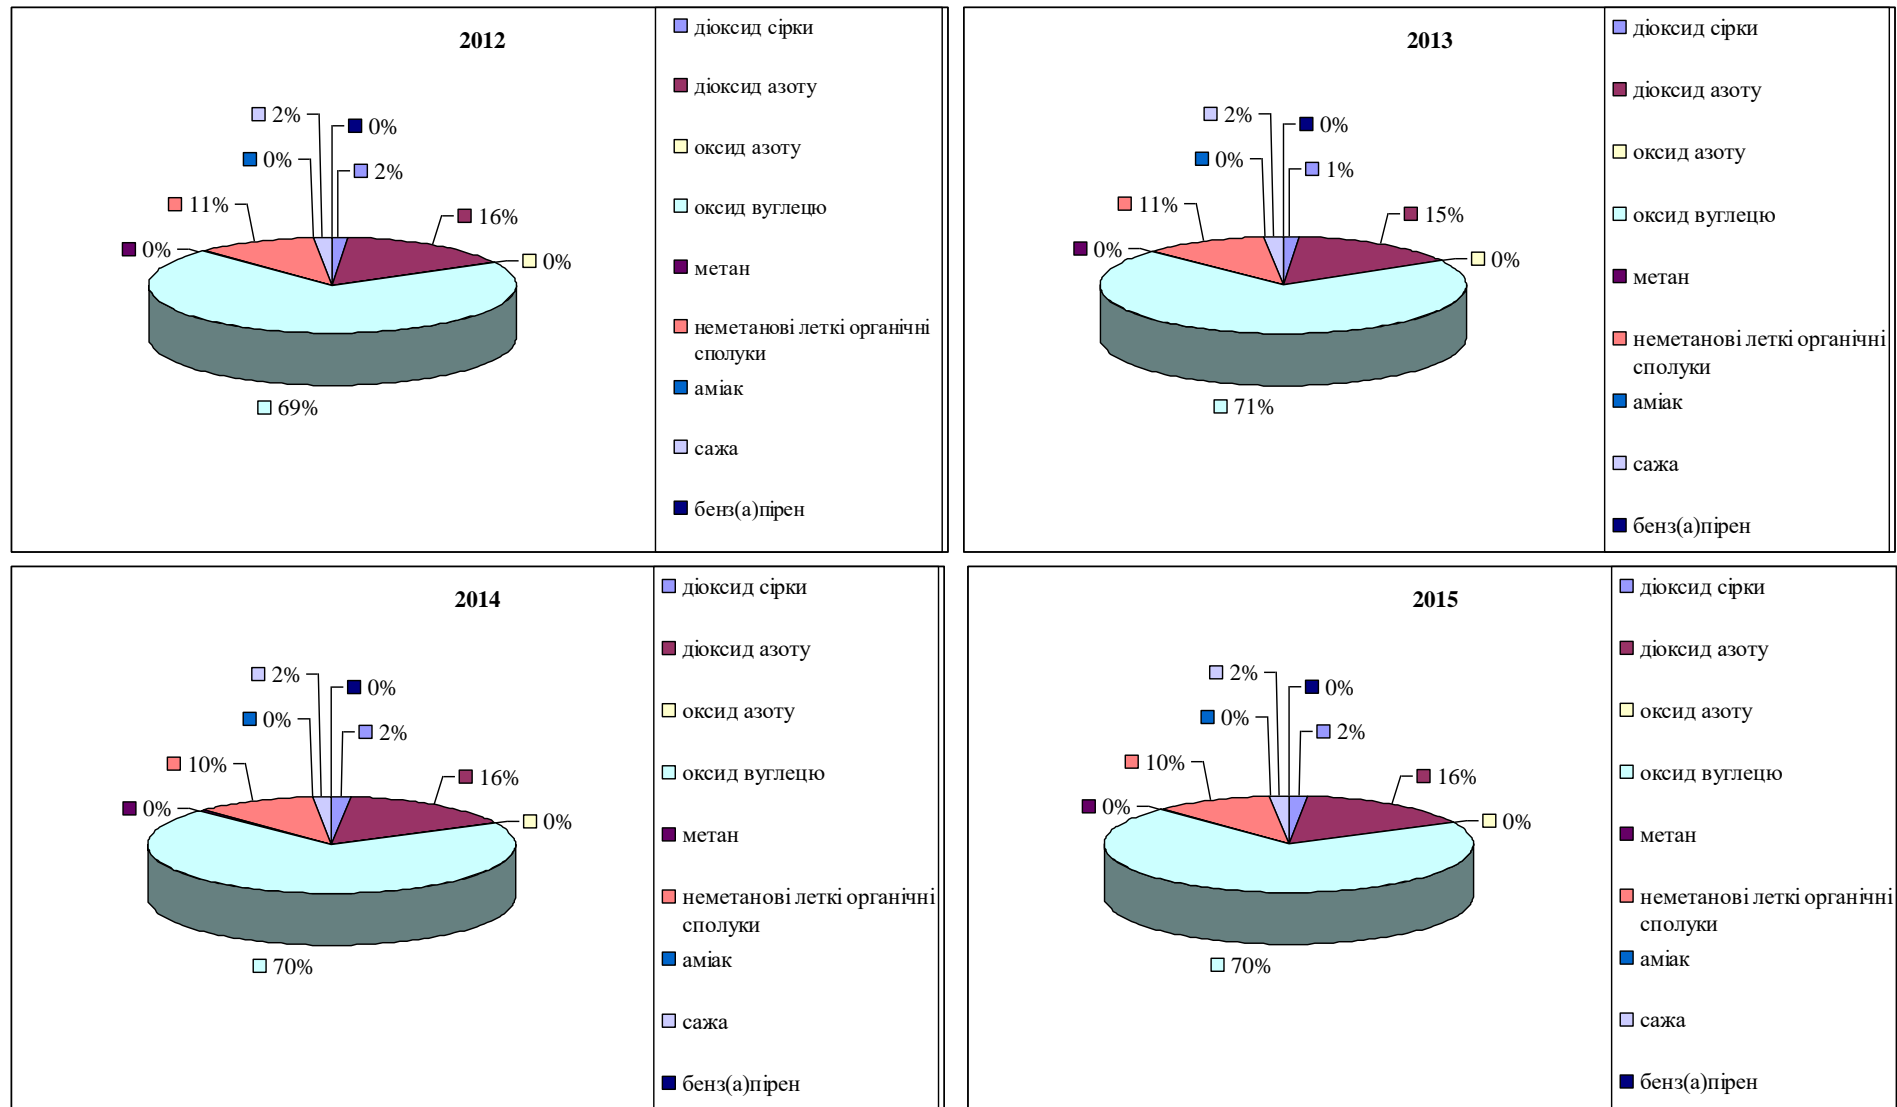 2012
2%
0%
0%
2%
11%
16%
0%
0%
69%
діоксид сірки
діоксид азоту
оксид азоту
оксид вуглецю
метан
неметанові леткі органічні
сполуки
аміак
сажа
бенз(а)пірен
2013
2%
0%
0%
1%
11%
15%
0%
0%
71%
діоксид сірки
діоксид азоту
оксид азоту
оксид вуглецю
метан
неметанові леткі органічні
сполуки
аміак
сажа
бенз(а)пірен
2014
2%
0%
0%
2%
10%
16%
0%
0%
70%
діоксид сірки
діоксид азоту
оксид азоту
оксид вуглецю
метан
неметанові леткі органічні
сполуки
аміак
сажа
бенз(а)пірен
2015
2%
0%
0%
2%
10%
16%
0%
0%
70%
діоксид сірки
діоксид азоту
оксид азоту
оксид вуглецю
метан
неметанові леткі органічні
сполуки
аміак
сажа
бенз(а)пірен